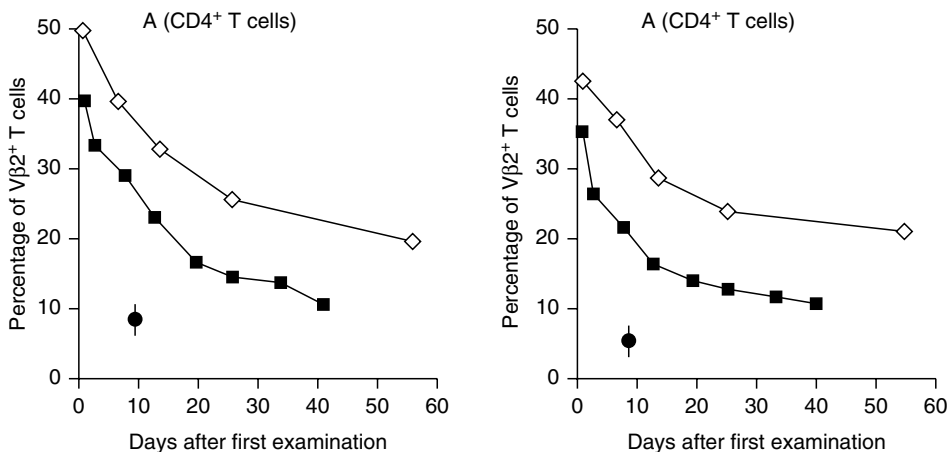 A (CD4⁺ T cells)
Percentage of Vβ2⁺ T cells
50
40
30
20
10
0
0 10 20 30 40 50 60
Days after first examination
A (CD4⁺ T cells)
Percentage of Vβ2⁺ T cells
50
40
30
20
10
0
0 10 20 30 40 50 60
Days after first examination